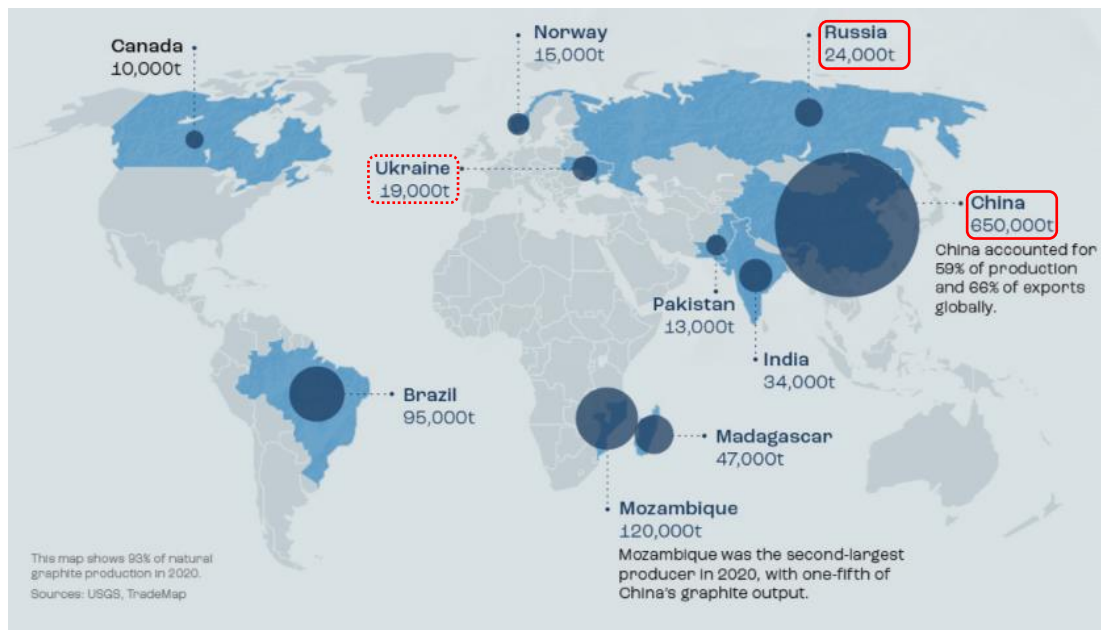 Canada
10,000t
Norway
15,000t
Russia
24,000t
Ukraine
19,000t
China
650,000t
China accounted for
59% of production
and 66% of exports
globally.
Pakistan
13,000t
India
34,000t
Brazil
95,000t
Madagascar
47,000t
Mozambique
120,000t
Mozambique was the second-largest
producer in 2020, with one-fifth of
China's graphite output.
This map shows 93% of natural
graphite production in 2020.
Sources: USGS, TradeMap